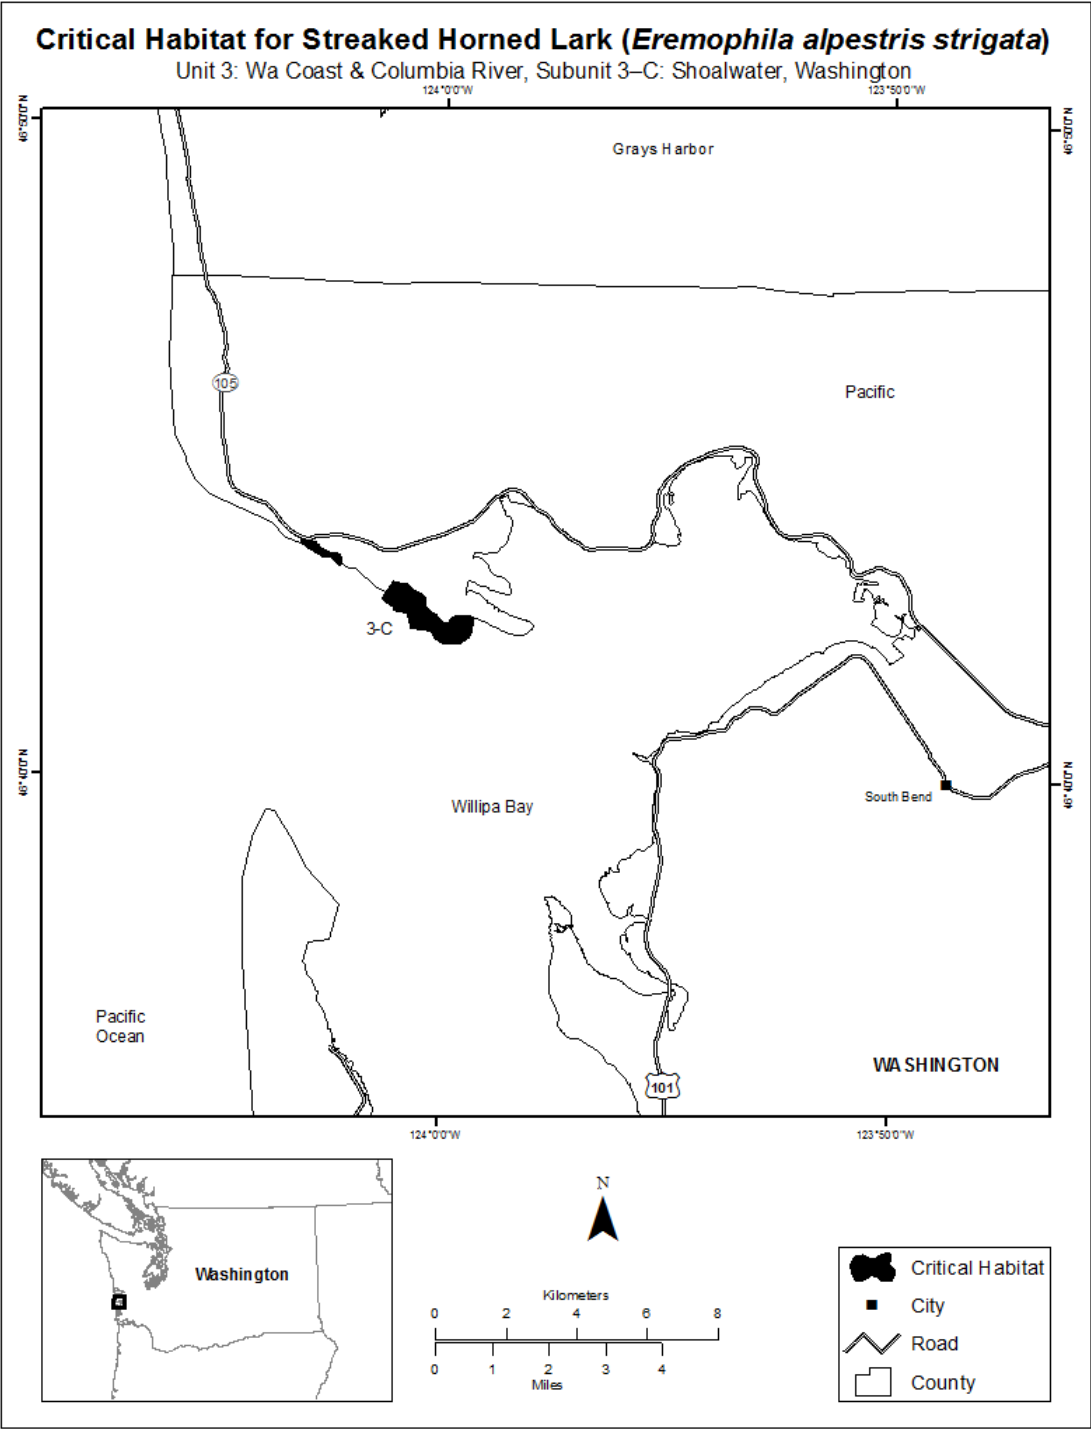 Critical Habitat for Streaked Horned Lark (Eremophila alpestris strigata)
Unit 3: Wa Coast & Columbia River, Subunit 3–C: Shoalwater, Washington
124°0'0"W
123°50'0"W
46°50'0"N
46°50'0"N
Grays Harbor
105
Pacific
3-C
46°40'0"N
46°40'0"N
Willipa Bay
South Bend
Pacific
Ocean
WASHINGTON
101
124°0'0"W
123°50'0"W
Washington
N
Kilometers
0 2 4 6 8
0 1 2 3 4
Miles
Critical Habitat
City
Road
County